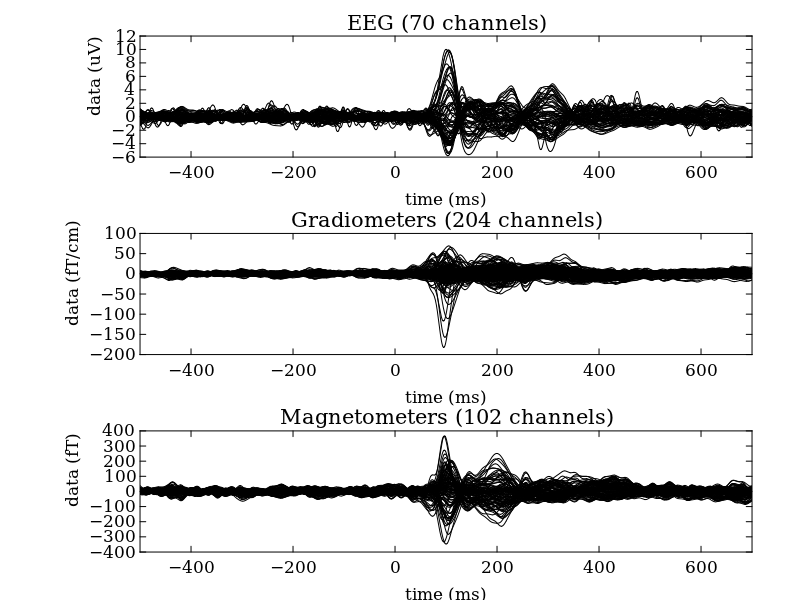 EEG (70 channels)
data (uV)
12
10
8
6
4
2
0
−2
−4
−6
−400 −200 0 200 400 600
time (ms)
Gradiometers (204 channels)
data (fT/cm)
100
50
0
−50
−100
−150
−200
−400 −200 0 200 400 600
time (ms)
Magnetometers (102 channels)
data (fT)
400
300
200
100
0
−100
−200
−300
−400
−400 −200 0 200 400 600
time (ms)